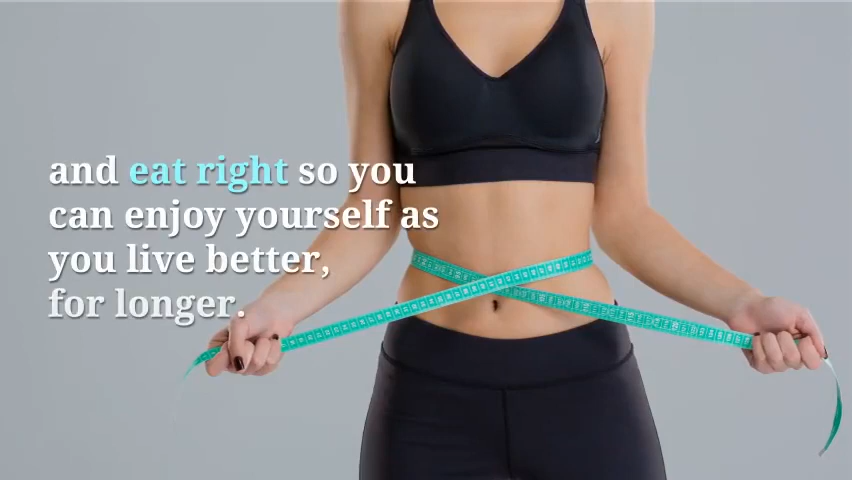 and eat right so you
can enjoy yourself as
you live better,
for longer.